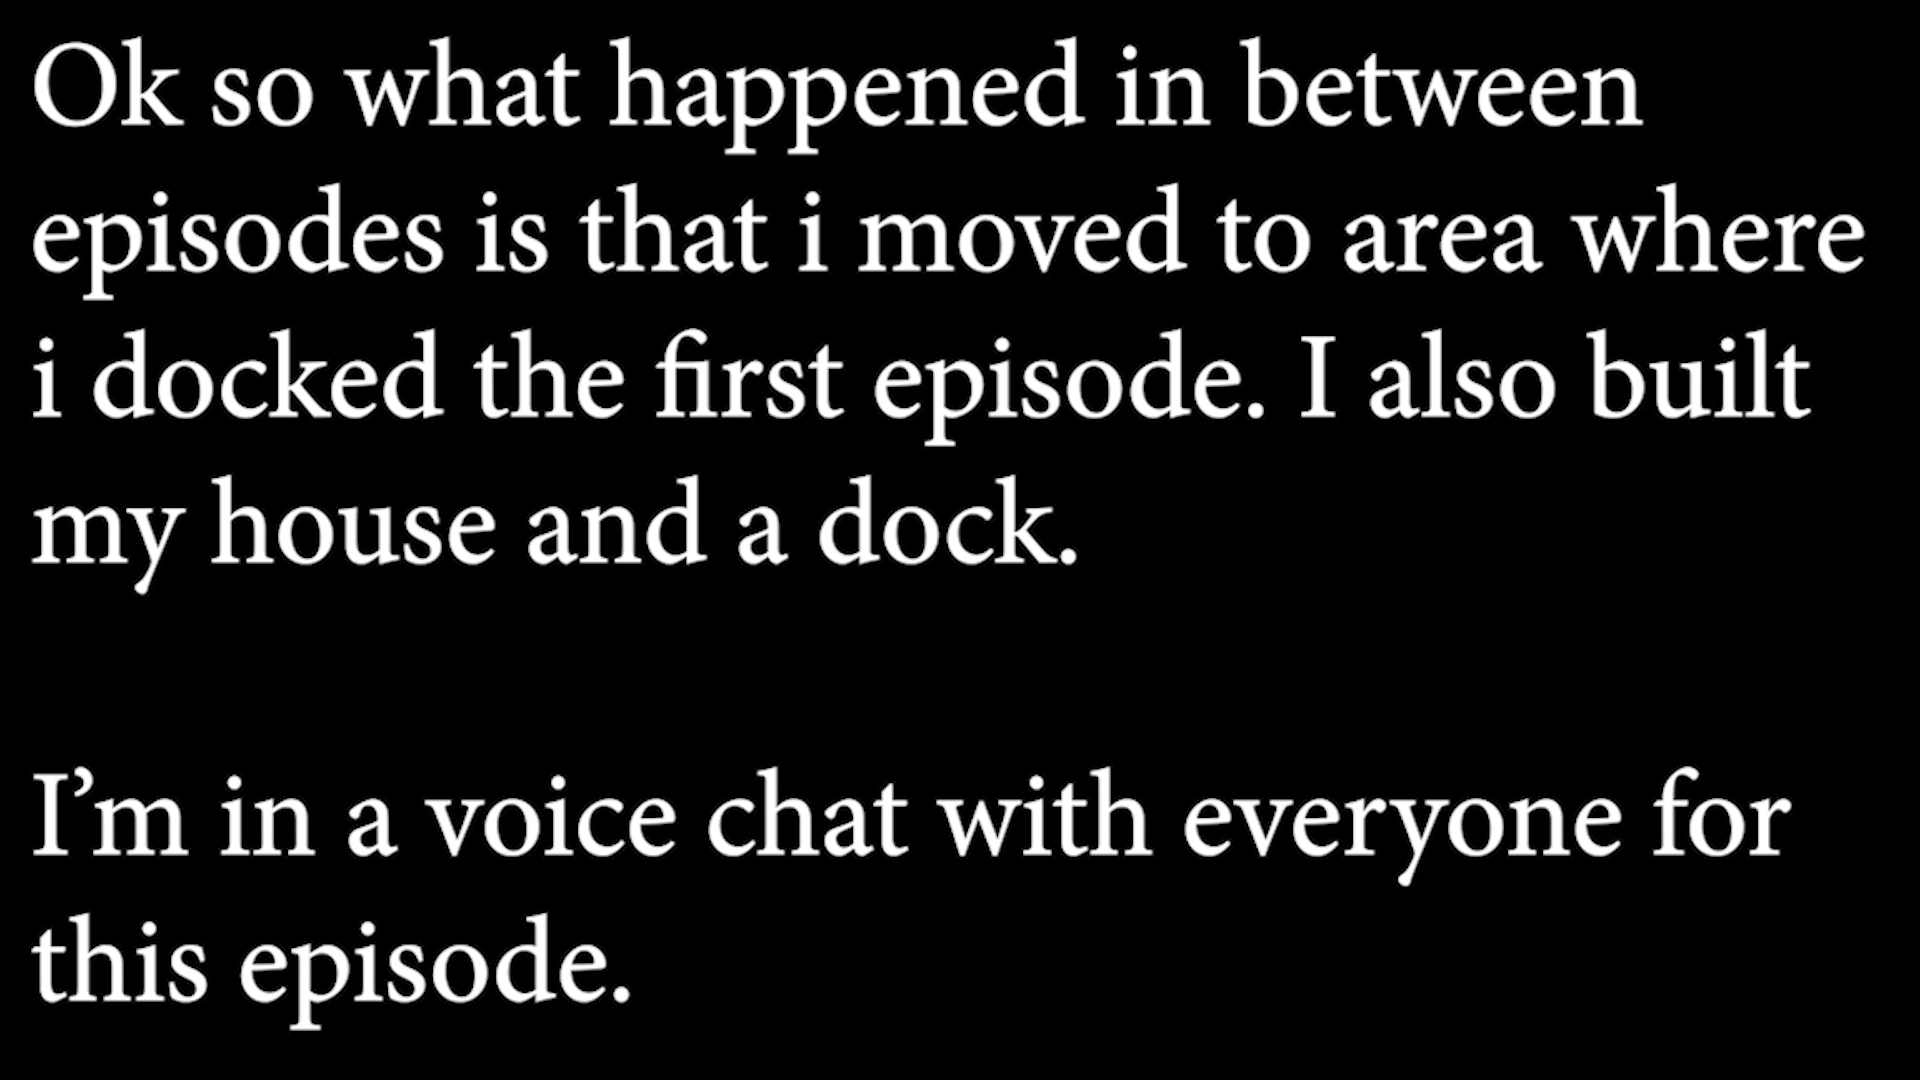 Ok so what happened in between
episodes is that i moved to area where
i docked the first episode. I also built
my house and a dock.
I’m in a voice chat with everyone for
this episode.